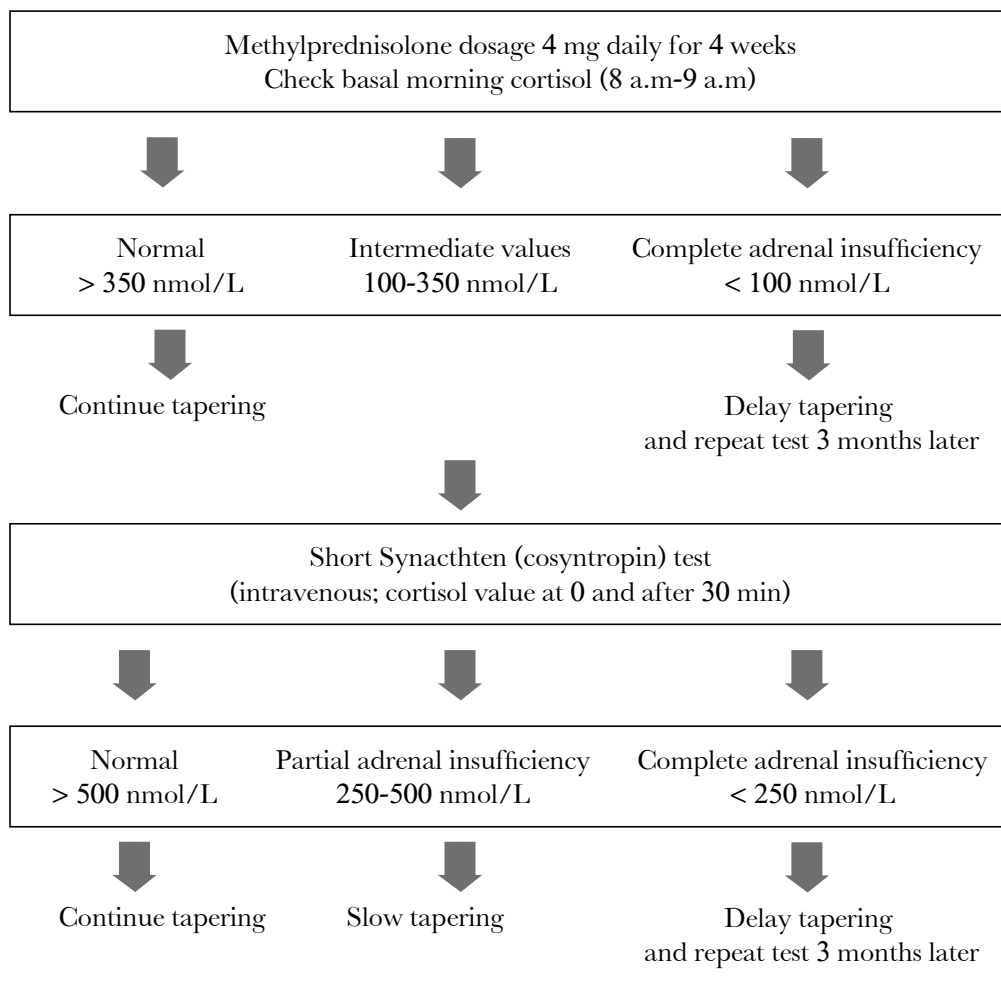 Methylprednisolone dosage 4 mg daily for 4 weeks
Check basal morning cortisol (8 a.m-9 a.m)
Normal
> 350 nmol/L
Intermediate values
100-350 nmol/L
Complete adrenal insufficiency
< 100 nmol/L
Continue tapering
Delay tapering
and repeat test 3 months later
Short Synacthten (cosyntropin) test
(intravenous; cortisol value at 0 and after 30 min)
Normal
> 500 nmol/L
Partial adrenal insufficiency
250-500 nmol/L
Complete adrenal insufficiency
< 250 nmol/L
Continue tapering
Slow tapering
Delay tapering
and repeat test 3 months later